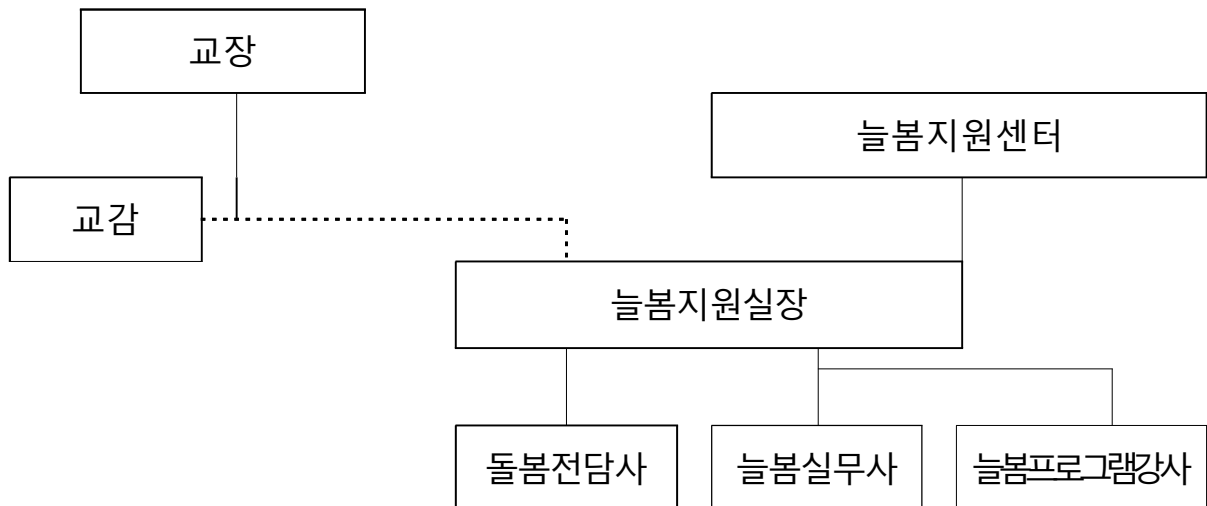 교장
늘봄지원센터
교감
늘봄지원실장
돌봄전담사
늘봄실무사
늘봄프로그램강사